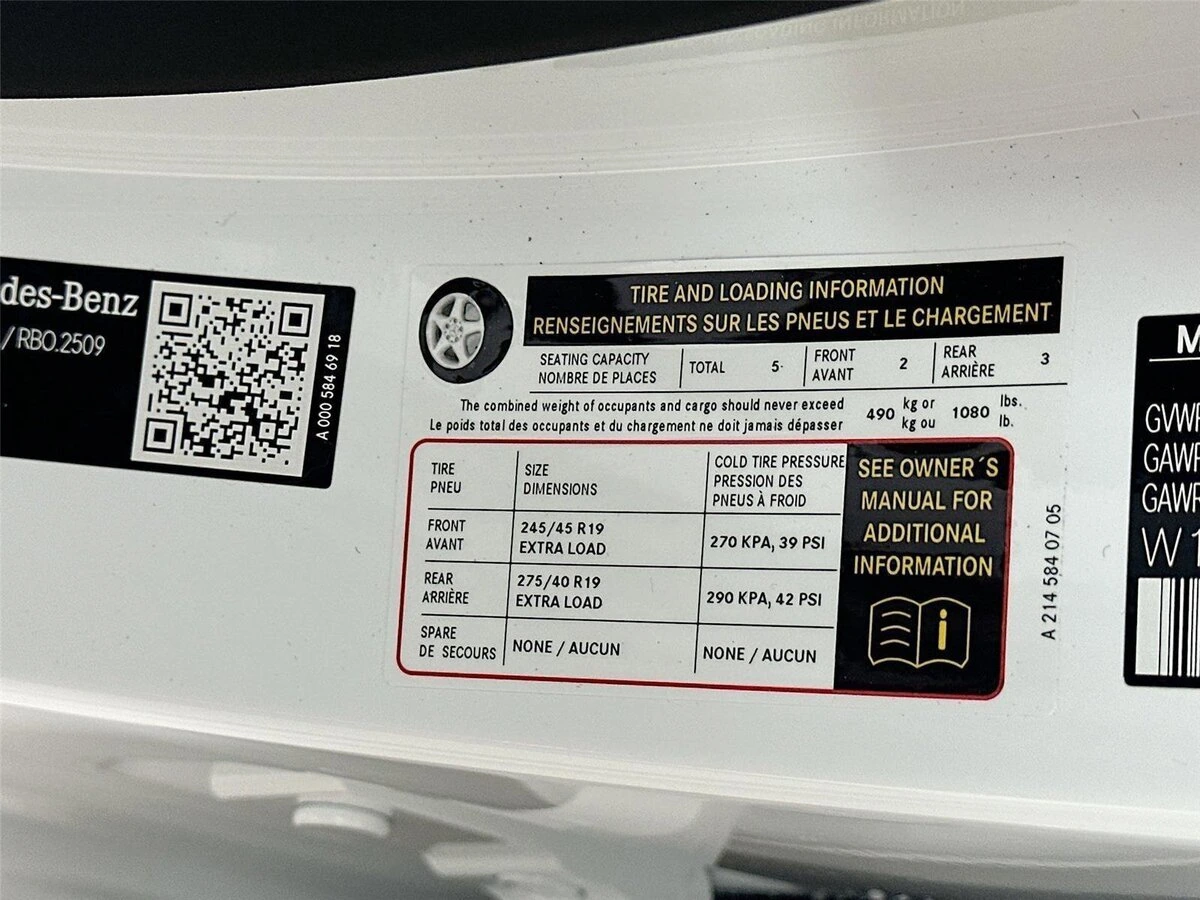 des-Benz
/RBO.2509
A 000 584 69 18
TIRE AND LOADING INFORMATION
RENSEIGNEMENTS SUR LES PNEUS ET LE CHARGEMENT
SEATING CAPACITY
NOMBRE DE PLACES
TOTAL 5
FRONT
AVANT
2
REAR
ARRIÈRE
3
The combined weight of occupants and cargo should never exceed
Le poids total des occupants et du chargement ne doit jamais dépasser
490
kg or
kg ou
1080
lbs.
lb.
TIRE
PNEU
SIZE
DIMENSIONS
COLD TIRE PRESSURE
PRESSION DES
PNEUS À FROID
FRONT
AVANT
245/45 R19
EXTRA LOAD
270 KPA, 39 PSI
REAR
ARRIÈRE
275/40 R19
EXTRA LOAD
290 KPA, 42 PSI
SPARE
DE SECOURS
NONE / AUCUN
NONE / AUCUN
SEE OWNER´S
MANUAL FOR
ADDITIONAL
INFORMATION
i
A 214 584 07 05
M
GVWR
GAWR
GAWR
W1